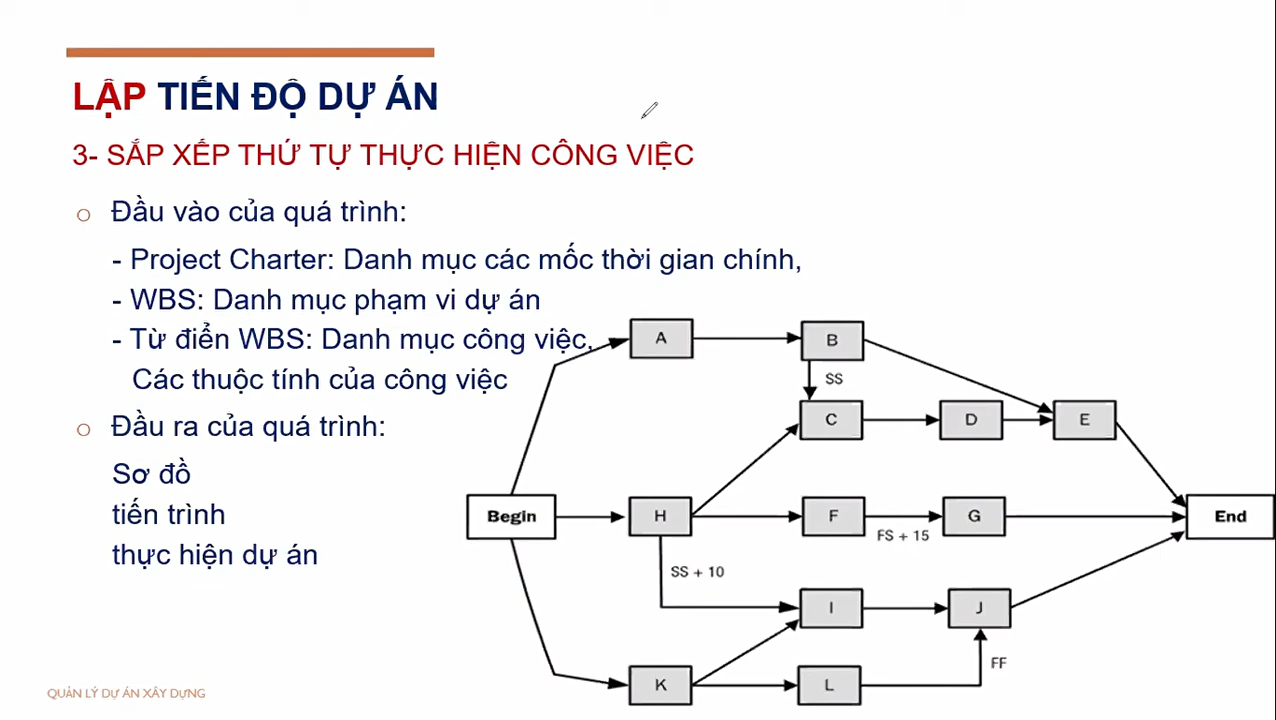 LẬP TIẾN ĐỘ DỰ ÁN
3- SẮP XẾP THỨ TỰ THỰC HIỆN CÔNG VIỆC
o Đầu vào của quá trình:
- Project Charter: Danh mục các mốc thời gian chính,
- WBS: Danh mục phạm vi dự án
- Từ điển WBS: Danh mục công việc,
Các thuộc tính của công việc
o Đầu ra của quá trình:
Sơ đồ
tiến trình
thực hiện dự án
A
B
SS
C
D
E
Begin
H
F
FS + 15
G
End
SS + 10
I
J
K
L
FF
QUẢN LÝ DỰ ÁN XÂY DỰNG